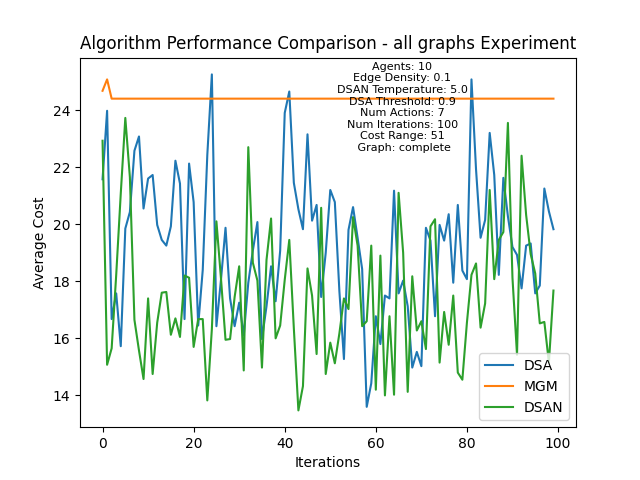 Algorithm Performance Comparison - all graphs Experiment
Agents: 10
Edge Density: 0.1
DSAN Temperature: 5.0
DSA Threshold: 0.9
Num Actions: 7
Num Iterations: 100
Cost Range: 51
Graph: complete
Average Cost
24
22
20
18
16
14
0 20 40 60 80 100
Iterations
DSA
MGM
DSAN